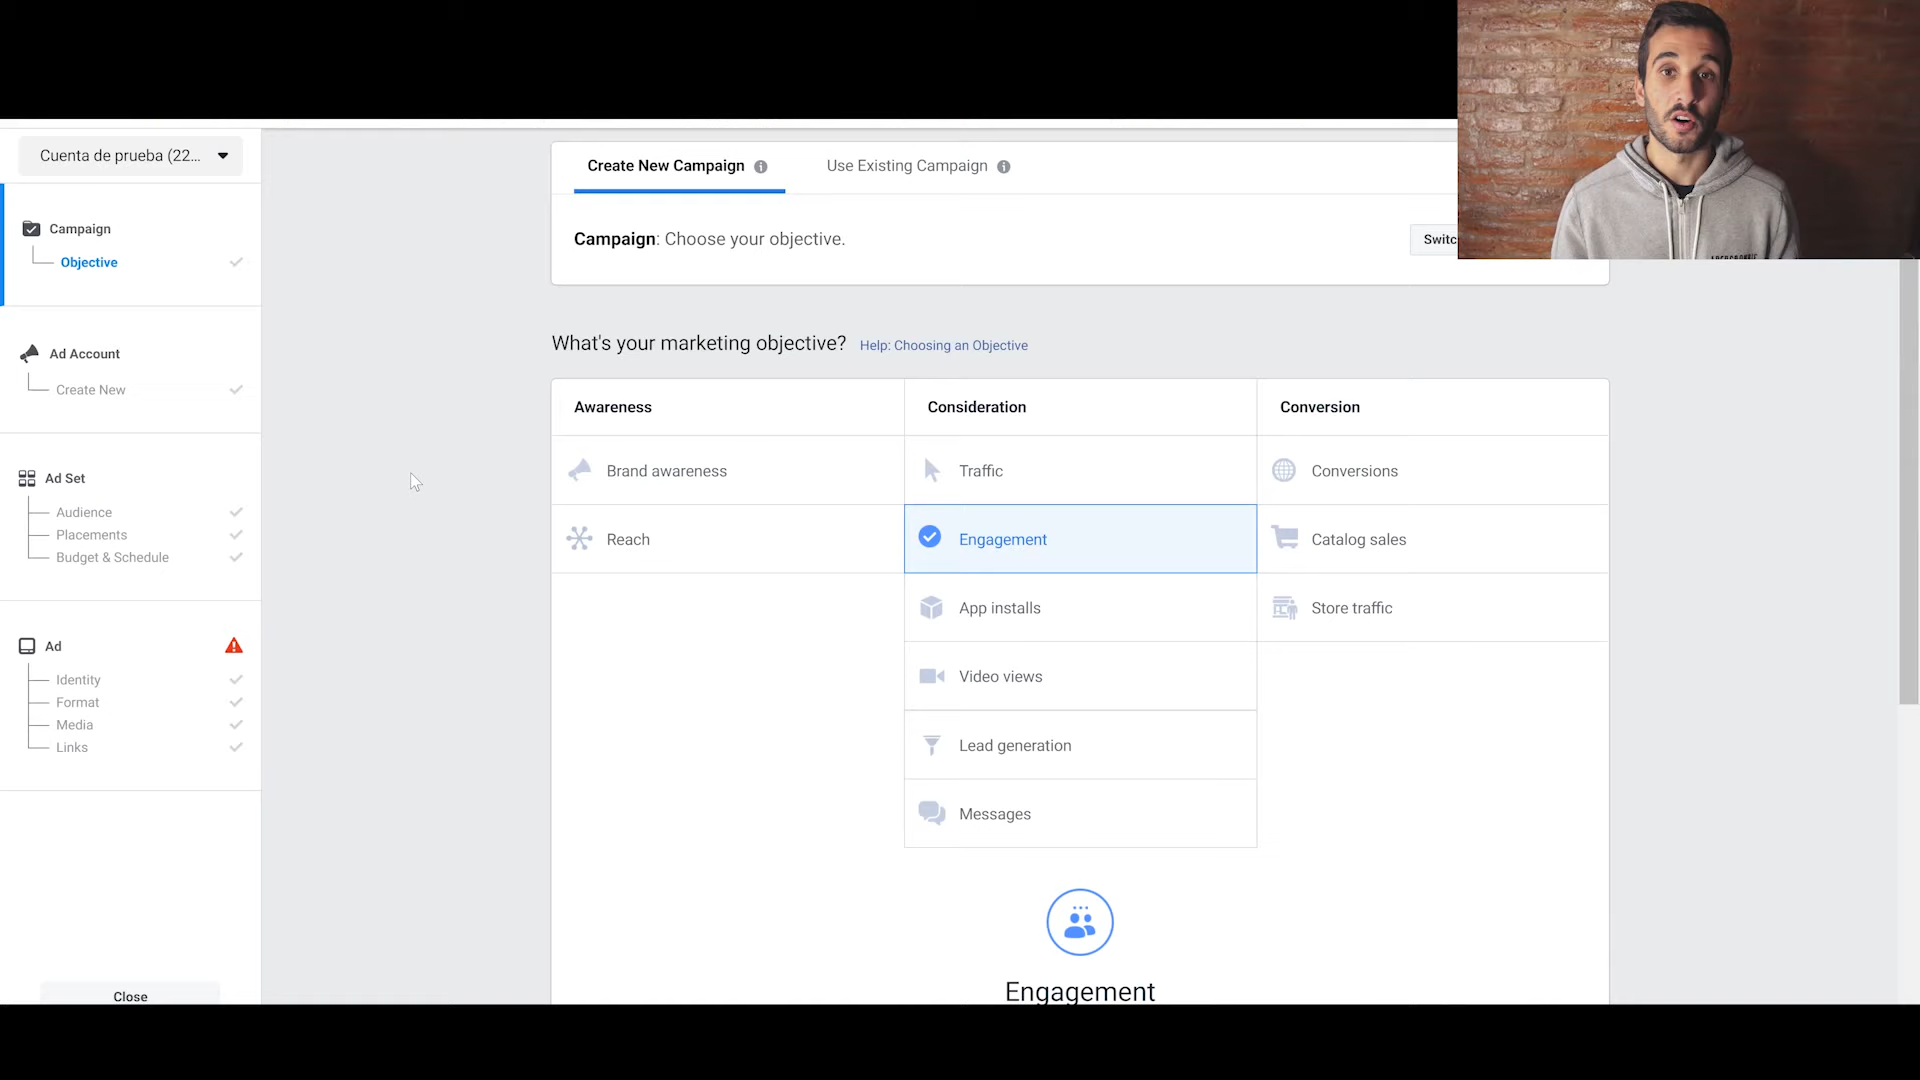 Cuenta de prueba (22...
Campaign
Objective
Ad Account
Create New
Ad Set
Audience
Placements
Budget & Schedule
Ad
Identity
Format
Media
Links
Close
Create New Campaign
Use Existing Campaign
Campaign: Choose your objective.
Switc
What's your marketing objective? Help: Choosing an Objective
Awareness
Consideration
Conversion
Brand awareness
Traffic
Conversions
Reach
Engagement
Catalog sales
App installs
Store traffic
Video views
Lead generation
Messages
Engagement